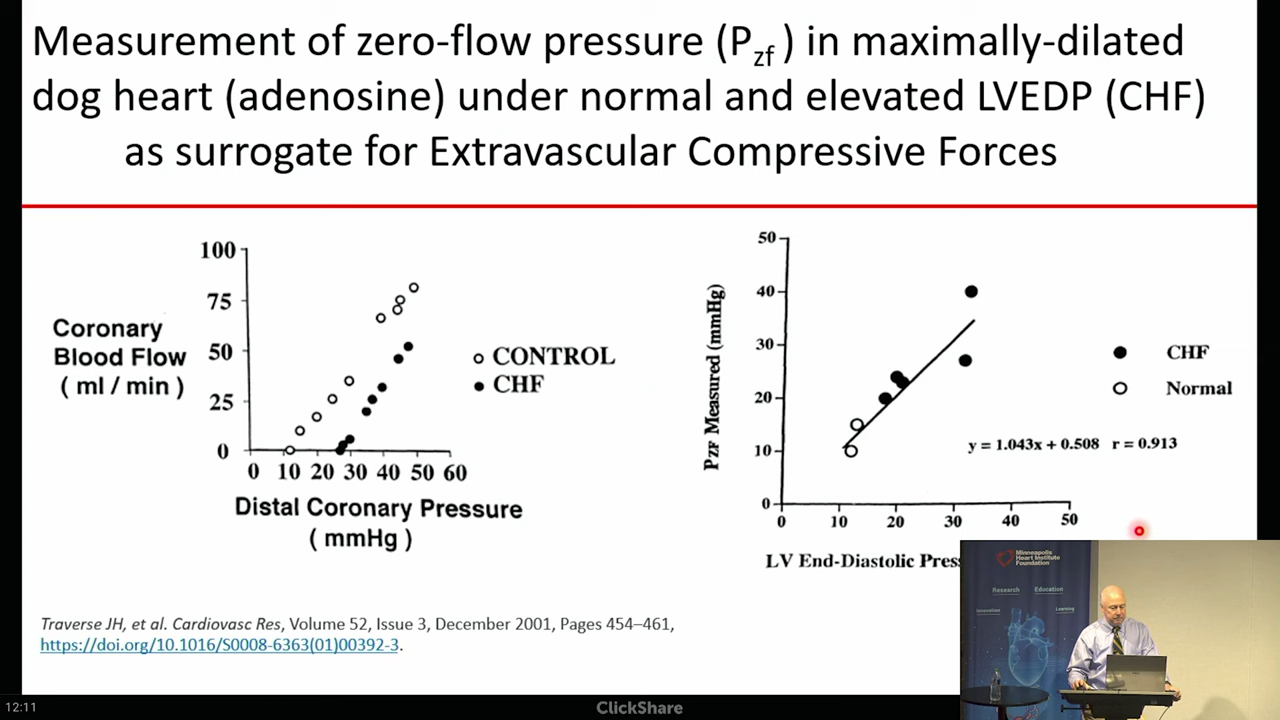 Measurement of zero-flow pressure (Pzf ) in maximally-dilated
dog heart (adenosine) under normal and elevated LVEDP (CHF)
as surrogate for Extravascular Compressive Forces
100
75
50
25
0
Coronary
Blood Flow
( ml / min )
0 10 20 30 40 50 60
Distal Coronary Pressure
( mmHg )
CONTROL
CHF
50
40
30
20
10
0
PZF Measured (mmHg)
0 10 20 30 40 50
LV End-Diastolic Pres
CHF
Normal
y = 1.043x + 0.508 r = 0.913
Traverse JH, et al. Cardiovasc Res, Volume 52, Issue 3, December 2001, Pages 454–461,
https://doi.org/10.1016/S0008-6363(01)00392-3.
Minneapolis
Heart Institute
Foundation
Research Education
Innovation Learning
12:11
ClickShare